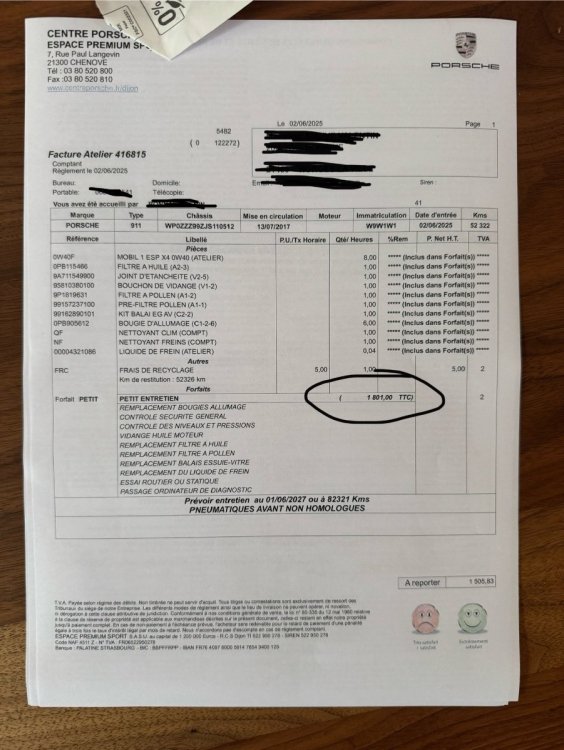 0%
CENTRE PORSC
ESPACE PREMIUM SP
7, Rue Paul Langevin
21300 CHENOVE
Tél : 03 80 520 800
Fax :03 80 520 810
www.centreporsche.fr/dijon
PORSCHE
Le 02/06/2025
Page 1
5482
( 0 122272)
Facture Atelier 416815
Comptant
Règlement le 02/06/2025
Bureau: Domicile: Siren :
Portable: Télécopie:
Vous avez été accueilli par 41
Marque Type Châssis Mise en circulation Moteur Immatriculation Date d'entrée Kms
PORSCHE 911 WP0ZZZ99ZJS110512 13/07/2017 W9W1W1 02/06/2025 52 322
Référence Libellé P.U./Tx Horaire Qté/ Heures %Rem P. Net H.T. TVA
Pièces
0W40F MOBIL 1 ESP X4 0W40 (ATELIER) 8,00 ***** (Inclus dans Forfait(s)) *****
0PB115466 FILTRE A HUILE (A2-3) 1,00 ***** (Inclus dans Forfait(s)) *****
9A711549900 JOINT D'ETANCHEITE (V2-5) 1,00 ***** (Inclus dans Forfait(s)) *****
95810380100 BOUCHON DE VIDANGE (V1-2) 1,00 ***** (Inclus dans Forfait(s)) *****
9P1819631 FILTRE A POLLEN (A1-2) 1,00 ***** (Inclus dans Forfait(s)) *****
99157237100 PRE-FILTRE POLLEN (A1-1) 1,00 ***** (Inclus dans Forfait(s)) *****
99162890101 KIT BALAI EG AV (C2-2) 1,00 ***** (Inclus dans Forfait(s)) *****
0PB905612 BOUGIE D'ALLUMAGE (C1-2-6) 6,00 ***** (Inclus dans Forfait(s)) *****
QF NETTOYANT CLIM (COMPT) 1,00 ***** (Inclus dans Forfait(s)) *****
NF NETTOYANT FREINS (COMPT) 1,00 ***** (Inclus dans Forfait(s)) *****
00004321086 LIQUIDE DE FREIN (ATELIER) 0,04 ***** (Inclus dans Forfait(s)) *****
Autres
FRC FRAIS DE RECYCLAGE 5,00 1,00 5,00 2
Km de restitution : 52326 km
Forfaits
Forfait PETIT PETIT ENTRETIEN ( 1 801,00 TTC) 2
REMPLACEMENT BOUGIES ALLUMAGE
CONTROLE SECURITE GENERAL
CONTROLE DES NIVEAUX ET PRESSIONS
VIDANGE HUILE MOTEUR
REMPLACEMENT FILTRE A HUILE
REMPLACEMENT FILTRE A POLLEN
REMPLACEMENT BALAIS ESSUIE-VITRE
REMPLACEMENT DU LIQUIDE DE FREIN
ESSAI ROUTIER OU STATIQUE
PASSAGE ORDINATEUR DE DIAGNOSTIC
Prévoir entretien au 01/06/2027 ou à 82321 Kms
PNEUMATIQUES AVANT NON HOMOLOGUES
A reporter 1 505,83